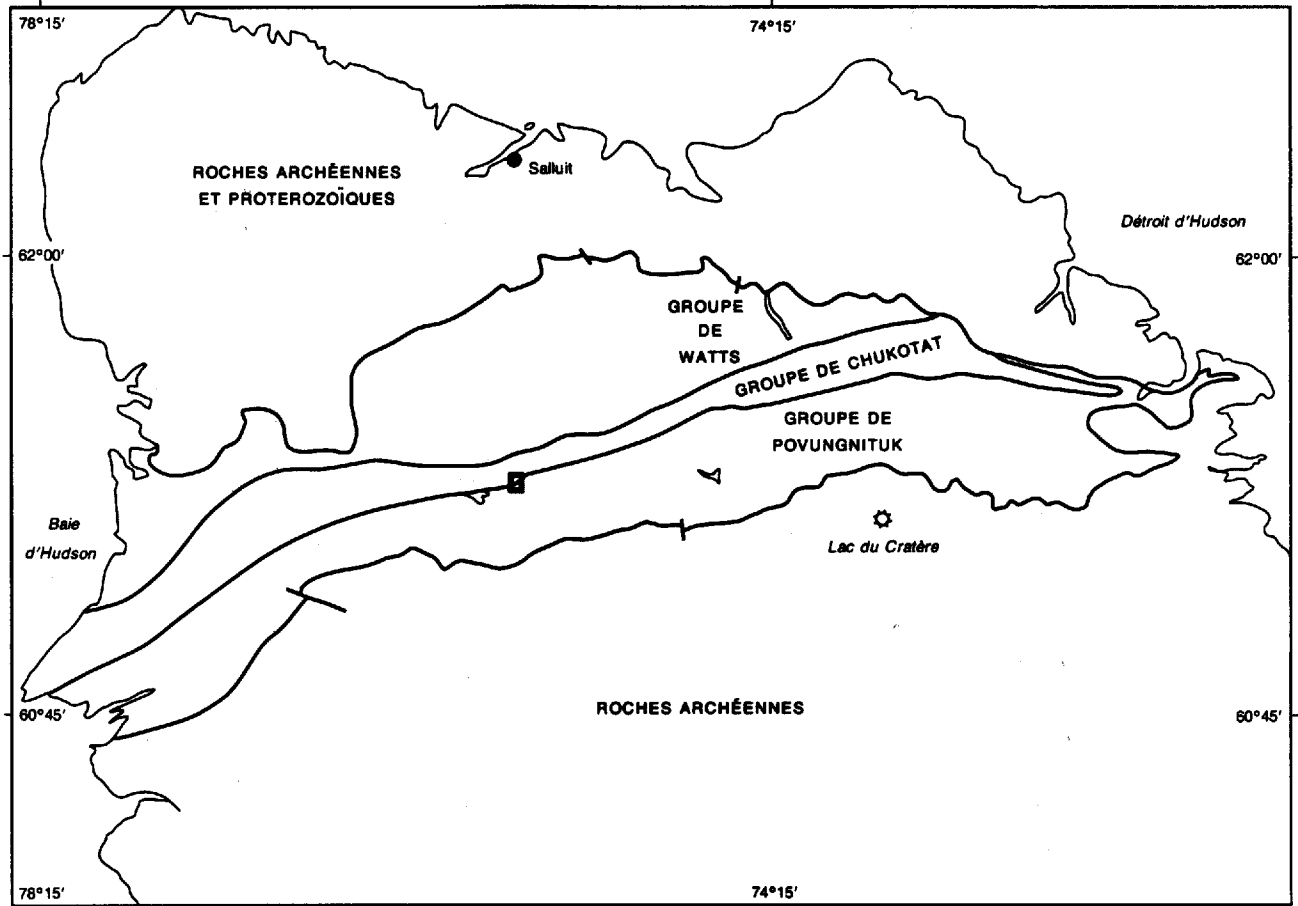 78°15'
74°15'
ROCHES ARCHÉENNES
ET PROTEROZOÏQUES
Salluit
Détroit d'Hudson
62°00'
62°00'
GROUPE
DE
WATTS
GROUPE DE CHUKOTAT
GROUPE DE
POVUNGNITUK
Baie
d'Hudson
Lac du Cratère
ROCHES ARCHÉENNES
60°45'
60°45'
78°15'
74°15'